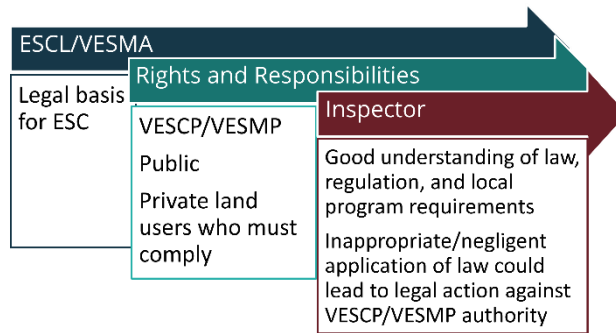 ESCL/VESMA
Legal basis
for ESC
Rights and Responsibilities
VESCP/VESMP
Public
Private land
users who must
comply
Inspector
Good understanding of law,
regulation, and local
program requirements
Inappropriate/negligent
application of law could
lead to legal action against
VESCP/VESMP authority